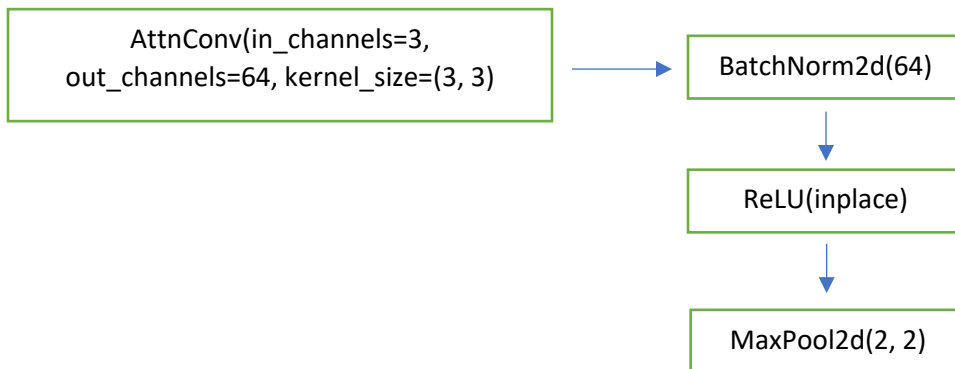 AttnConv(in_channels=3,
out_channels=64, kernel_size=(3, 3)
BatchNorm2d(64)
ReLU(inplace)
MaxPool2d(2, 2)